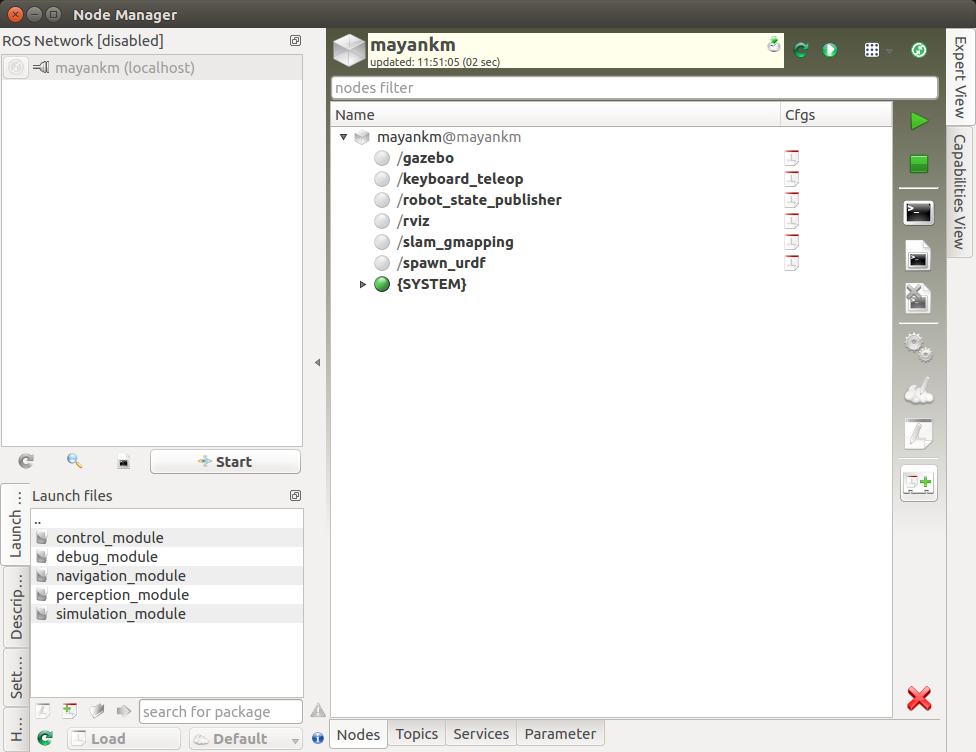 Node Manager
ROS Network [disabled]
mayankm (localhost)
Start
Launch files
..
control_module
debug_module
navigation_module
perception_module
simulation_module
search for package
Load
Default
Launch ...
Descrip...
Sett...
H...
mayankm
updated: 11:51:05 (02 sec)
nodes filter
Name Cfgs
mayankm@mayankm
/gazebo
/keyboard_teleop
/robot_state_publisher
/rviz
/slam_gmapping
/spawn_urdf
{SYSTEM}
Nodes Topics Services Parameter
Expert View
Capabilities View